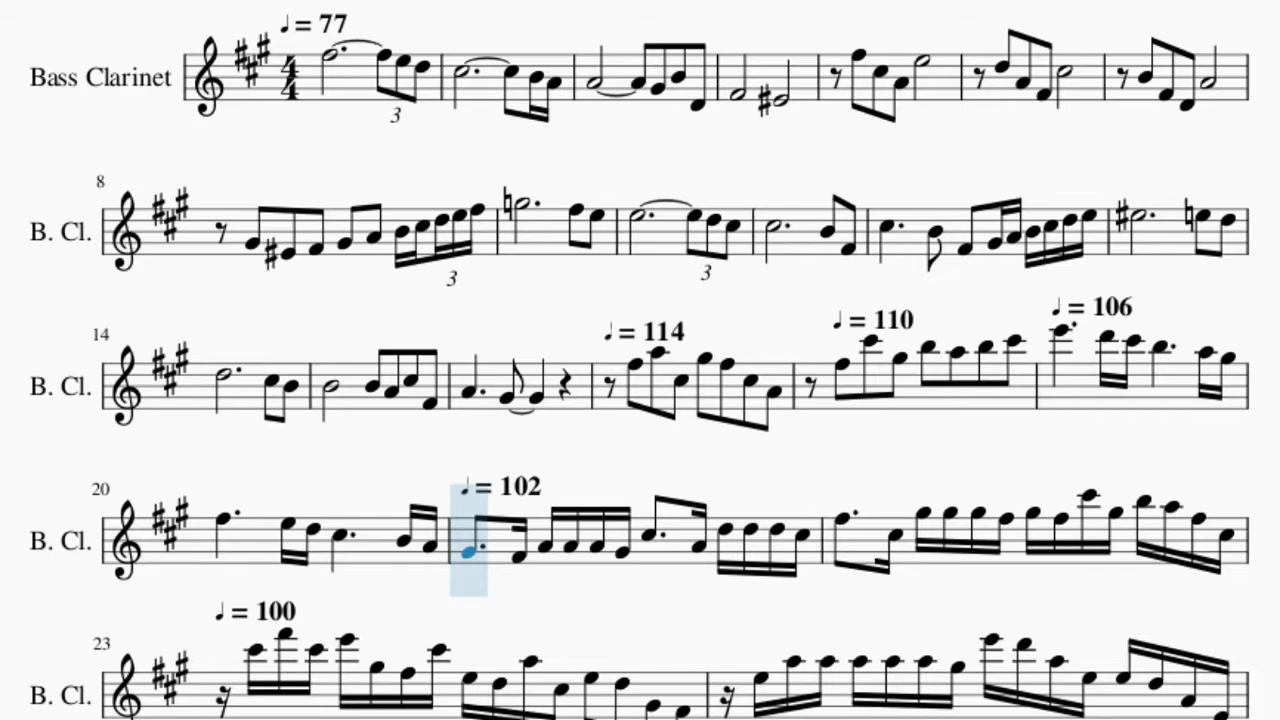 ♩ = 77
Bass Clarinet
4
4
3
8
B. Cl.
3
3
♩ = 114
♩ = 110
♩ = 106
14
B. Cl.
♩ = 102
20
B. Cl.
♩ = 100
23
B. Cl.